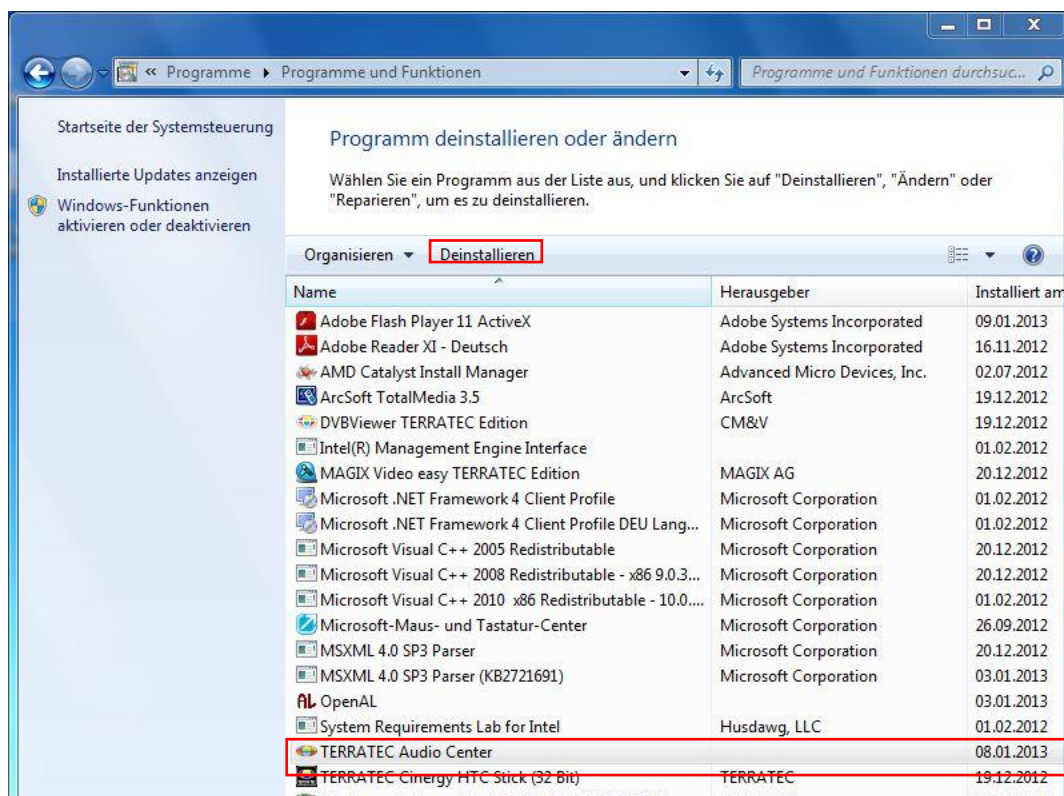 « Programme ▸ Programme und Funktionen
Programme und Funktionen durchsuc...
Startseite der Systemsteuerung
Installierte Updates anzeigen
Windows-Funktionen
aktivieren oder deaktivieren
Programm deinstallieren oder ändern
Wählen Sie ein Programm aus der Liste aus, und klicken Sie auf "Deinstallieren", "Ändern" oder
"Reparieren", um es zu deinstallieren.
Organisieren Deinstallieren
Name Herausgeber Installiert am
Adobe Flash Player 11 ActiveX Adobe Systems Incorporated 09.01.2013
Adobe Reader XI - Deutsch Adobe Systems Incorporated 16.11.2012
AMD Catalyst Install Manager Advanced Micro Devices, Inc. 02.07.2012
ArcSoft TotalMedia 3.5 ArcSoft 19.12.2012
DVBViewer TERRATEC Edition CM&V 19.12.2012
Intel(R) Management Engine Interface 01.02.2012
MAGIX Video easy TERRATEC Edition MAGIX AG 20.12.2012
Microsoft .NET Framework 4 Client Profile Microsoft Corporation 01.02.2012
Microsoft .NET Framework 4 Client Profile DEU Lang... Microsoft Corporation 01.02.2012
Microsoft Visual C++ 2005 Redistributable Microsoft Corporation 20.12.2012
Microsoft Visual C++ 2008 Redistributable - x86 9.0.3... Microsoft Corporation 20.12.2012
Microsoft Visual C++ 2010 x86 Redistributable - 10.0.... Microsoft Corporation 01.02.2012
Microsoft-Maus- und Tastatur-Center Microsoft Corporation 26.09.2012
MSXML 4.0 SP3 Parser Microsoft Corporation 20.12.2012
MSXML 4.0 SP3 Parser (KB2721691) Microsoft Corporation 03.01.2013
AL OpenAL 03.01.2013
System Requirements Lab for Intel Husdawg, LLC 01.02.2012
TERRATEC Audio Center 08.01.2013
TERRATEC Cinergy HTC Stick (32 Bit) TERRATEC 19.12.2012